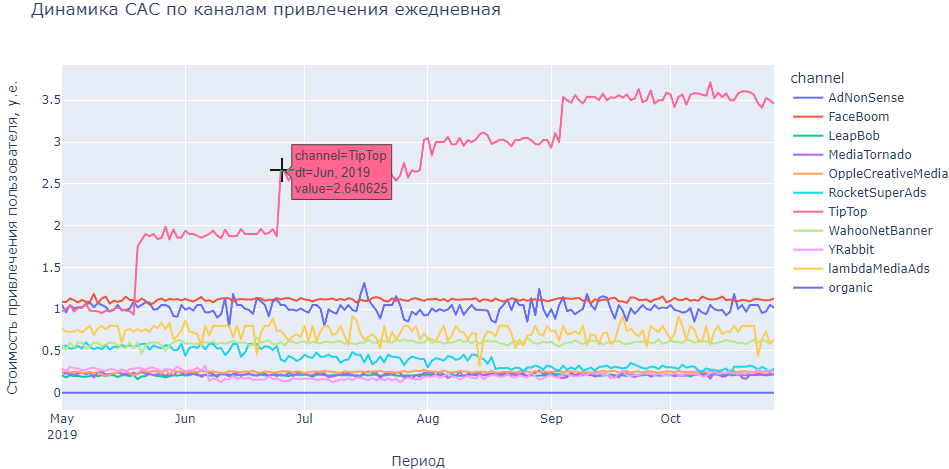 Динамика CAC по каналам привлечения ежедневная
Стоимость привлечения пользователя, у.е.
3.5
3
2.5
2
1.5
1
0.5
0
channel=TipTop
dt=Jun, 2019
value=2.640625
May
2019
Jun
Jul
Aug
Sep
Oct
Период
channel
AdNonSense
FaceBoom
LeapBob
MediaTornado
OppleCreativeMedia
RocketSuperAds
TipTop
WahooNetBanner
YRabbit
lambdaMediaAds
organic